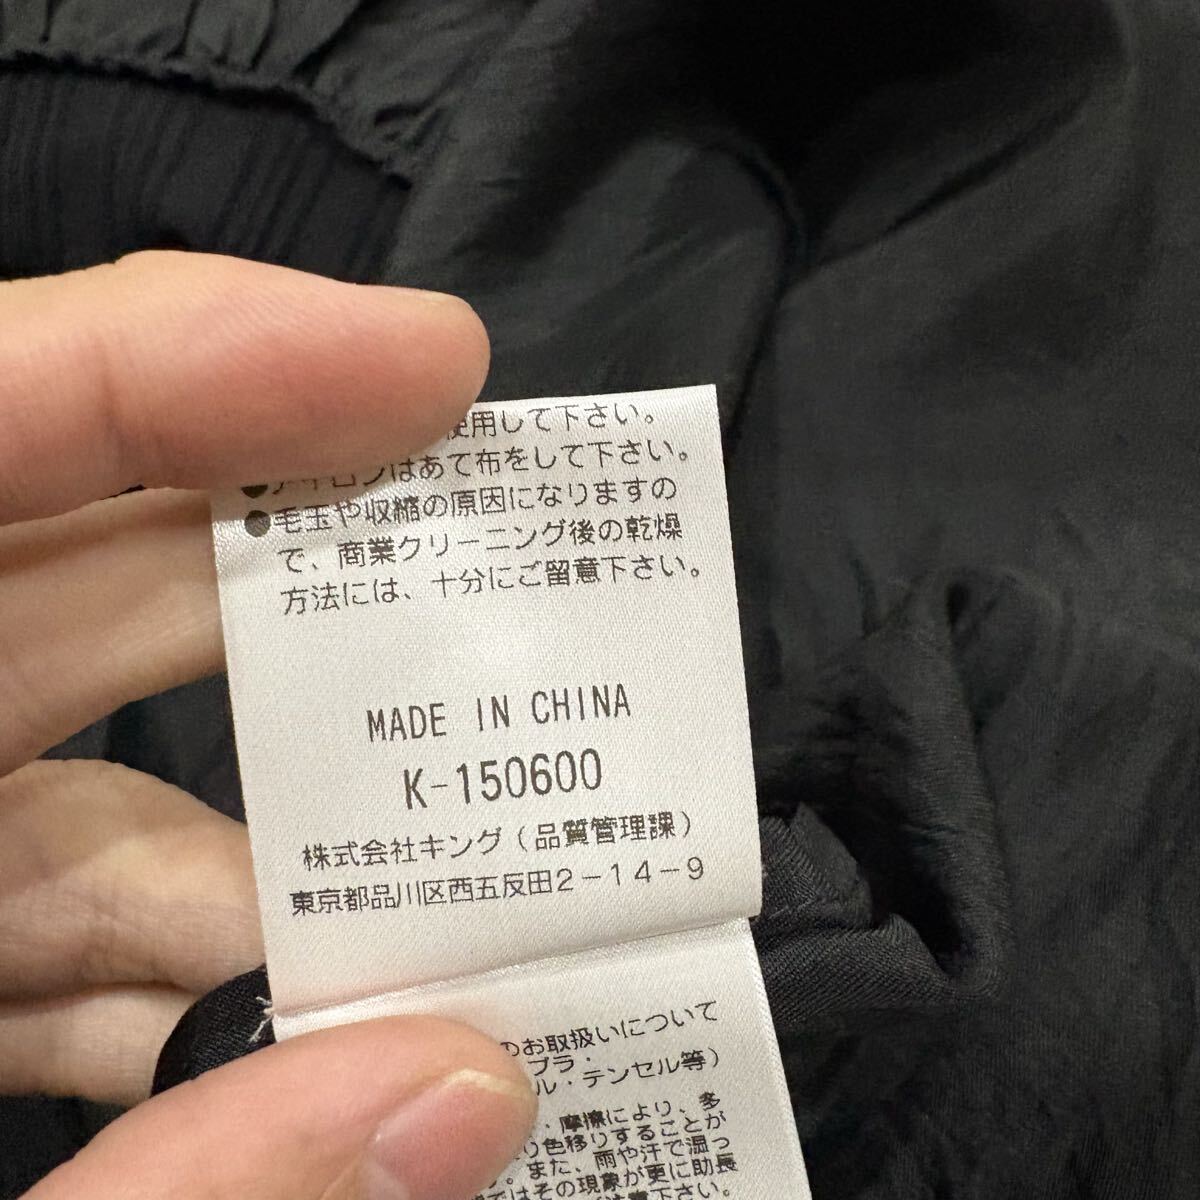 使用して下さい。
●アイロンはあて布をして下さい。
●毛玉や収縮の原因になりますの
で、商業クリーニング後の乾燥
方法には、十分にご留意下さい。
MADE IN CHINA
K-150600
株式会社キング(品質管理課)
東京都品川区西五反田2-14-9
のお取扱いについて
ブラ・
ル・テンセル等)
、摩擦により、多
り色移りすることが
。また、雨や汗で湿っ
ではその現象が更に助長
意下さい。